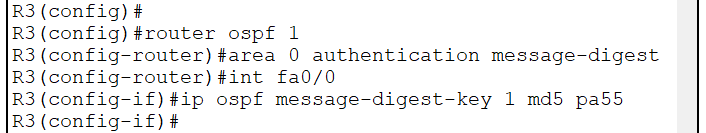 R3(config)#
R3(config)#router ospf 1
R3(config-router)#area 0 authentication message-digest
R3(config-router)#int fa0/0
R3(config-if)#ip ospf message-digest-key 1 md5 pa55
R3(config-if)#